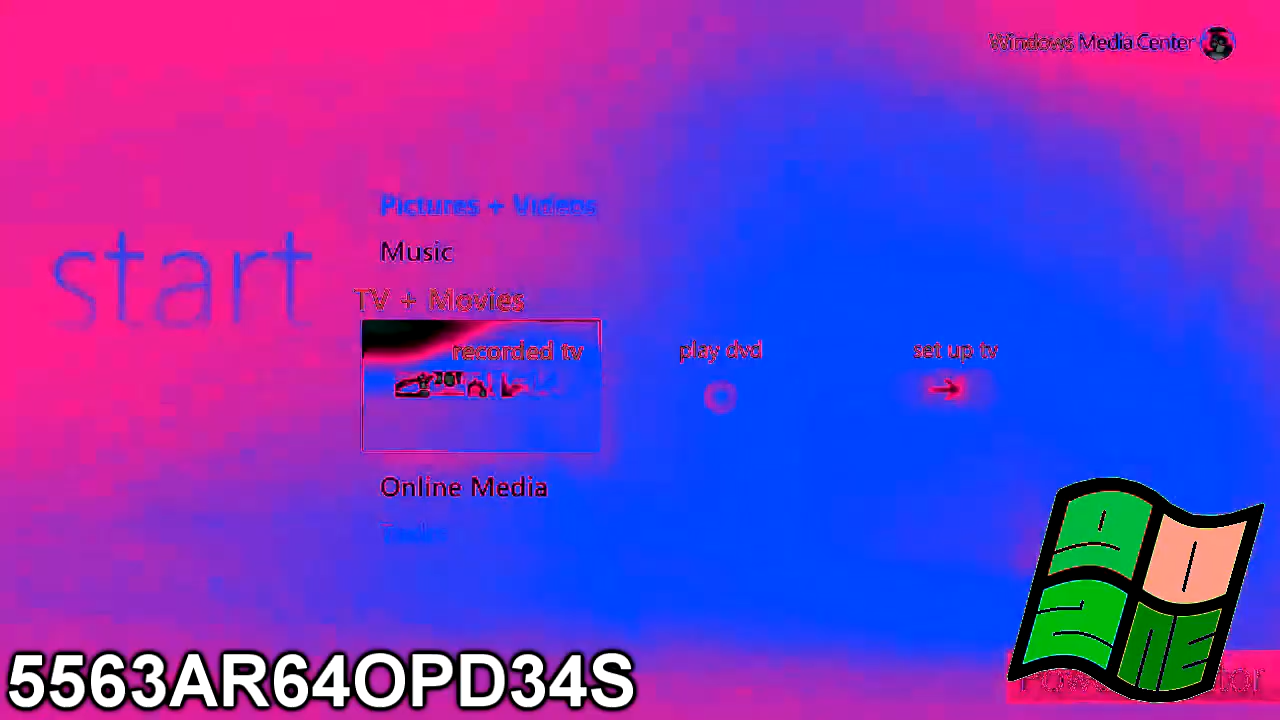 Windows Media Center
Pictures + Videos
Music
start
TV + Movies
recorded tv
play dvd
set up tv
Online Media
Tasks
5563AR64OPD34S